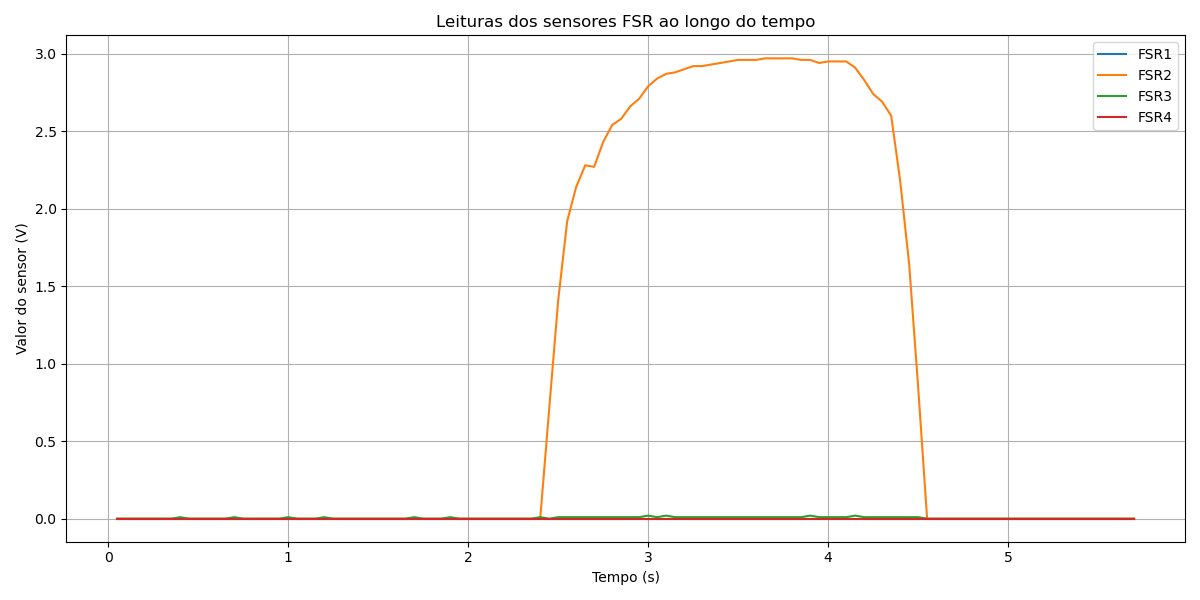 Leituras dos sensores FSR ao longo do tempo
FSR1
FSR2
FSR3
FSR4
Valor do sensor (V)
3.0
2.5
2.0
1.5
1.0
0.5
0.0
0 1 2 3 4 5
Tempo (s)